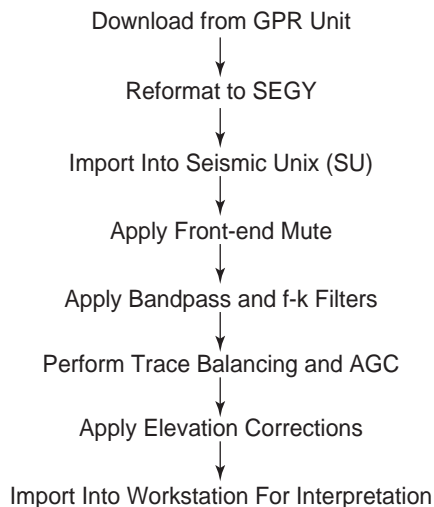 Download from GPR Unit
Reformat to SEGY
Import Into Seismic Unix (SU)
Apply Front-end Mute
Apply Bandpass and f-k Filters
Perform Trace Balancing and AGC
Apply Elevation Corrections
Import Into Workstation For Interpretation